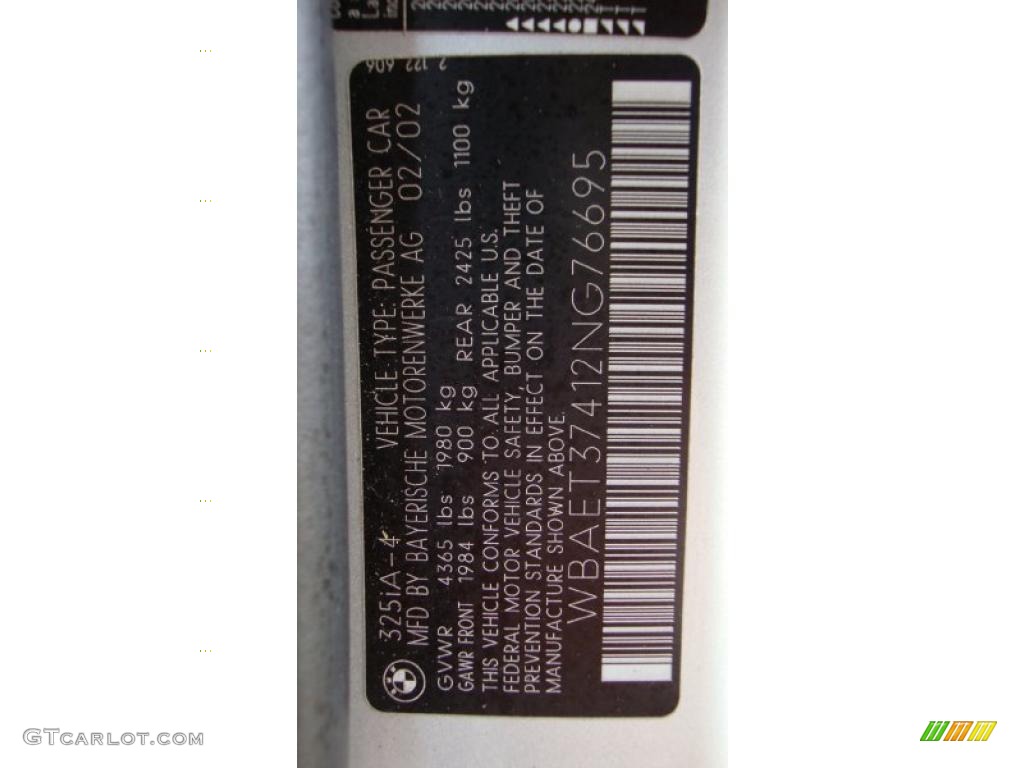 2 122 606
325iA-4 VEHICLE TYPE: PASSENGER CAR
MFD BY BAYERISCHE MOTORENWERKE AG 02/02
GVWR 4365 lbs 1980 kg
GAWR FRONT 1984 lbs 900 kg REAR 2425 lbs 1100 kg
THIS VEHICLE CONFORMS TO ALL APPLICABLE U.S.
FEDERAL MOTOR VEHICLE SAFETY, BUMPER AND THEFT
PREVENTION STANDARDS IN EFFECT ON THE DATE OF
MANUFACTURE SHOWN ABOVE.
WBAET37412NG76695
GTCARLOT.COM